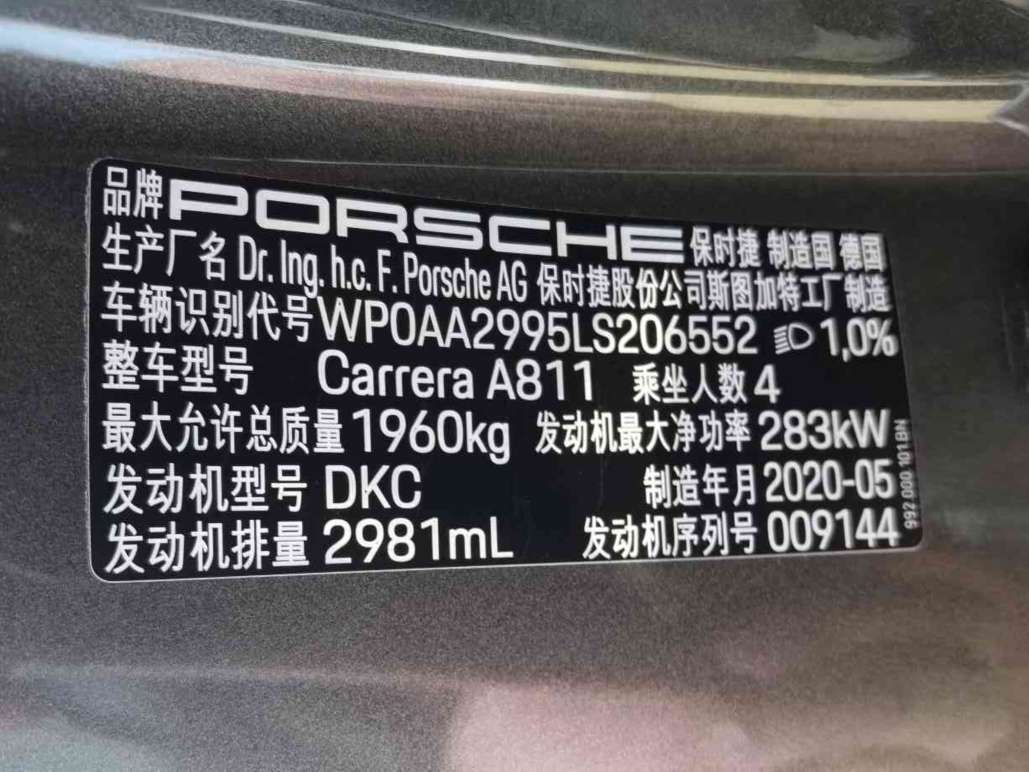 品牌 PORSCHE 保时捷 制造国 德国
生产厂名 Dr. Ing. h.c. F. Porsche AG 保时捷股份公司斯图加特工厂制造
车辆识别代号 WP0AA2995LS206552 1,0%
整车型号 Carrera A811 乘坐人数 4
最大允许总质量 1960kg 发动机最大净功率 283kW
发动机型号 DKC 制造年月 2020-05
发动机排量 2981mL 发动机序列号 009144
992 000 101 BN